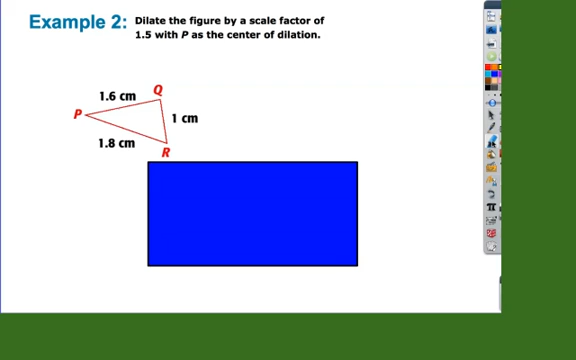 Example 2: Dilate the figure by a scale factor of
1.5 with P as the center of dilation.
1.6 cm Q
P
1 cm
1.8 cm
R